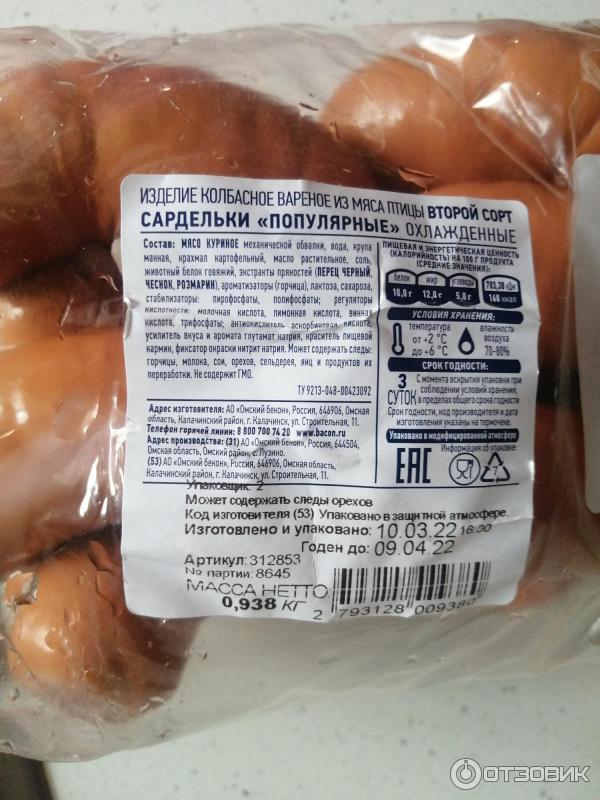 ИЗДЕЛИЕ КОЛБАСНОЕ ВАРЕНОЕ ИЗ МЯСА ПТИЦЫ ВТОРОЙ СОРТ
САРДЕЛЬКИ «ПОПУЛЯРНЫЕ» ОХЛАЖДЕННЫЕ
Состав: МЯСО КУРИНОЕ механической обвалки, вода, крупа
манная, крахмал картофельный, масло растительное, соль,
животный белок говяжий, экстракты пряностей (ПЕРЕЦ ЧЕРНЫЙ,
ЧЕСНОК, РОЗМАРИН), ароматизаторы (горчица), лактоза, сахароза,
стабилизаторы: пирофосфаты, полифосфаты; регуляторы
кислотности: молочная кислота, лимонная кислота, винная
кислота, трифосфаты; антиокислитель аскорбиновая кислота,
усилитель вкуса и аромата глутамат натрия, краситель пищевой
кармин, фиксатор окраски нитрит натрия. Может содержать следы:
горчицы, молока, сои, орехов, сельдерея, яиц и продуктов их
переработки. Не содержит ГМО.
ТУ 9213-048-00423092
Адрес изготовителя: АО «Омский бекон», Россия, 646906, Омская
область, Калачинский район, г. Калачинск, ул. Строительная, 11.
Телефон горячей линии: 8 800 700 74 20 www.bacon.ru
Адрес производства: (31) АО «Омский бекон», Россия, 644504,
Омская область, Омский район, с. Лузино.
(53) АО «Омский бекон», Россия, 646906, Омская область,
Калачинский район, г. Калачинск, ул. Строительная, 11.
ПИЩЕВАЯ И ЭНЕРГЕТИЧЕСКАЯ ЦЕННОСТЬ
(КАЛОРИЙНОСТЬ) НА 100 Г ПРОДУКТА
(СРЕДНИЕ ЗНАЧЕНИЯ):
белок жир углеводы 703,38 кДж
10,0 г 12,0 г 5,0 г 168 ккал
УСЛОВИЯ ХРАНЕНИЯ:
температура
от +2 °C
до +6 °C
влажность
воздуха
70-80%
СРОК ГОДНОСТИ:
3
СУТОК
С момента вскрытия упаковки при
соблюдении условий хранения,
в пределах общего срока годности
Срок годности, код производителя и дата
изготовления указаны на термочеке.
Упаковано в модифицированной атмосфере
Информация об упаковке:
EAC
Упаковщик: 2
Может содержать следы орехов
Код изготовителя (53) Упаковано в защитной атмосфере.
Изготовлено и упаковано: 10.03.22 16:30
Годен до: 09.04.22
Артикул: 312853
№ партии: 8645
МАССА НЕТТО
0,938 КГ
2 793128 009380
ОТЗОВИК